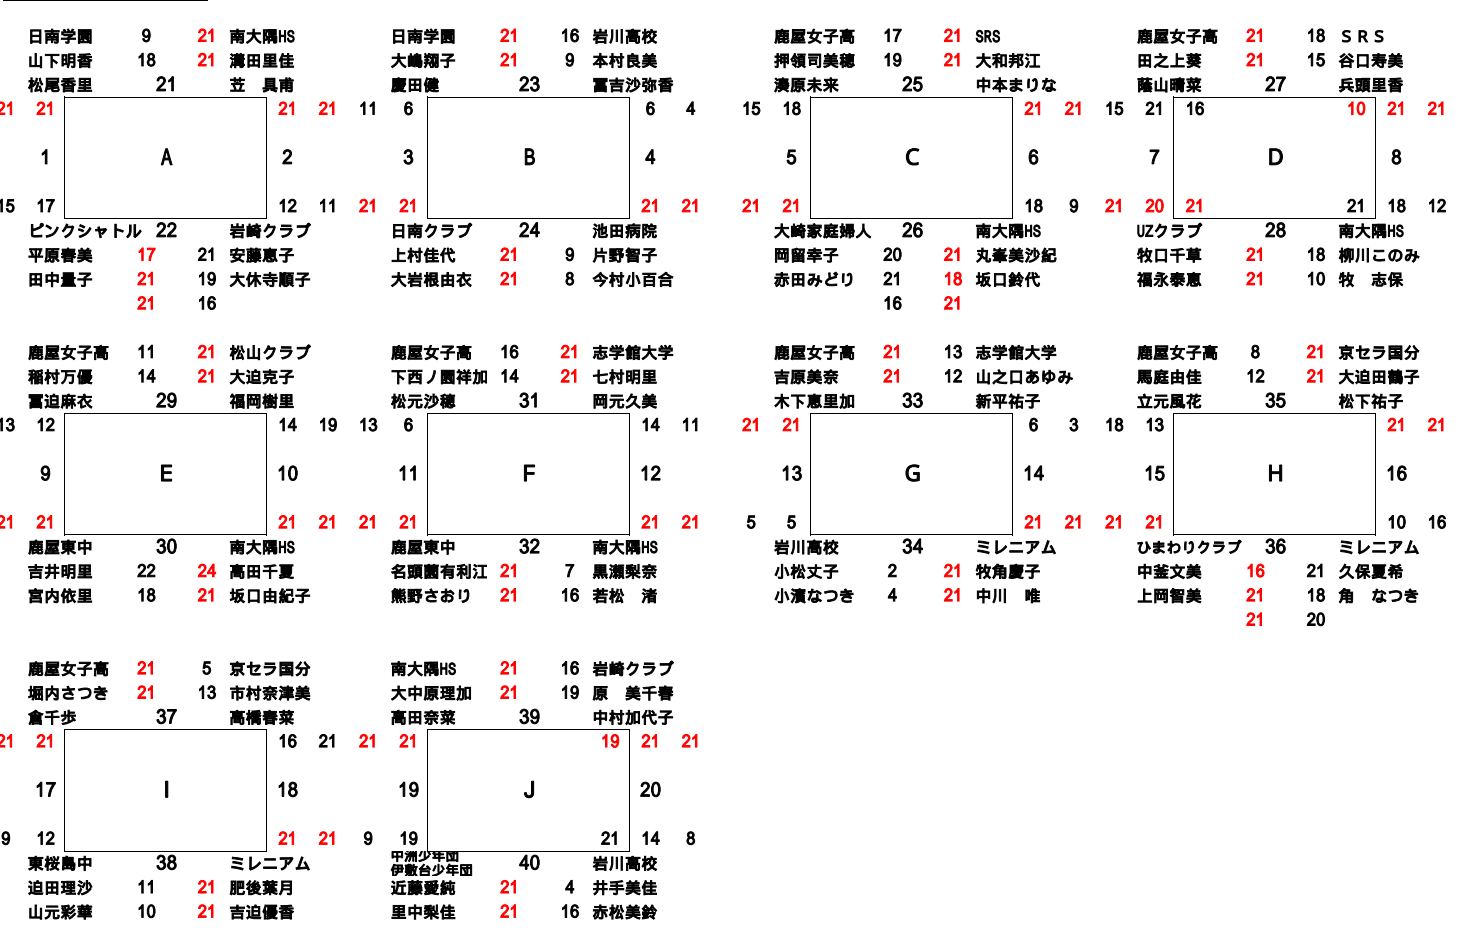 日南学園 9 21 南大隅HS 日南学園 21 16 岩川高校 鹿屋女子高 17 21 SRS 鹿屋女子高 21 18 ＳＲＳ
山下明香 18 21 溝田里佳 大嶋翔子 21 9 本村良美 押領司美穂 19 21 大和邦江 田之上葵 21 15 谷口寿美
松尾香里 21 苙　具甫 慶田健 23 冨吉沙弥香 湊原未来 25 中本まりな 蔭山晴菜 27 兵頭里香
21 21 21 21 11 6 6 4 15 18 21 21 15 21 16 10 21 21
1 A 2 3 B 4 5 C 6 7 D 8
15 17 12 11 21 21 21 21 21 21 18 9 21 20 21 21 18 12
ピンクシャトル 22 岩崎クラブ 日南クラブ 24 池田病院 大崎家庭婦人 26 南大隅HS UZクラブ 28 南大隅HS
平原春美 17 21 安藤恵子 上村佳代 21 9 片野智子 岡留幸子 20 21 丸峯美沙紀 牧口千草 21 18 柳川このみ
田中量子 21 19 大休寺順子 大岩根由衣 21 8 今村小百合 赤田みどり 21 18 坂口鈴代 福永泰恵 21 10 牧　志保
21 16 16 21
鹿屋女子高 11 21 松山クラブ 鹿屋女子高 16 21 志学館大学 鹿屋女子高 21 13 志学館大学 鹿屋女子高 8 21 京セラ国分
稲村万優 14 21 大迫克子 下西ノ園祥加 14 21 七村明里 吉原美奈 21 12 山之口あゆみ 馬庭由佳 12 21 大迫田鶴子
冨迫麻衣 29 福岡樹里 松元沙穂 31 岡元久美 木下恵里加 33 新平祐子 立元風花 35 松下祐子
13 12 14 19 13 6 14 11 21 21 6 3 18 13 21 21
9 E 10 11 F 12 13 G 14 15 H 16
21 21 21 21 21 21 21 21 5 5 21 21 21 21 10 16
鹿屋東中 30 南大隅HS 鹿屋東中 32 南大隅HS 岩川高校 34 ミレニアム ひまわりクラブ 36 ミレニアム
吉井明里 22 24 高田千夏 名頭薗有利江 21 7 黒瀬梨奈 小松丈子 2 21 牧角慶子 中釜文美 16 21 久保夏希
宮内依里 18 21 坂口由紀子 熊野さおり 21 16 若松　渚 小濱なつき 4 21 中川　唯 上岡智美 21 18 角　なつき
21 20
鹿屋女子高 21 5 京セラ国分 南大隅HS 21 16 岩崎クラブ
堀内さつき 21 13 市村奈津美 大中原理加 21 19 原　美千春
倉千歩 37 高橋春菜 高田奈菜 39 中村加代子
21 21 16 21 21 21 19 21 21
17 I 18 19 J 20
9 12 21 21 9 19 21 14 8
東桜島中 38 ミレニアム 中洲少年団 伊敷台少年団 40 岩川高校
迫田理沙 11 21 肥後葉月 近藤愛純 21 4 井手美佳
山元彩華 10 21 吉迫優香 里中梨佳 21 16 赤松美鈴